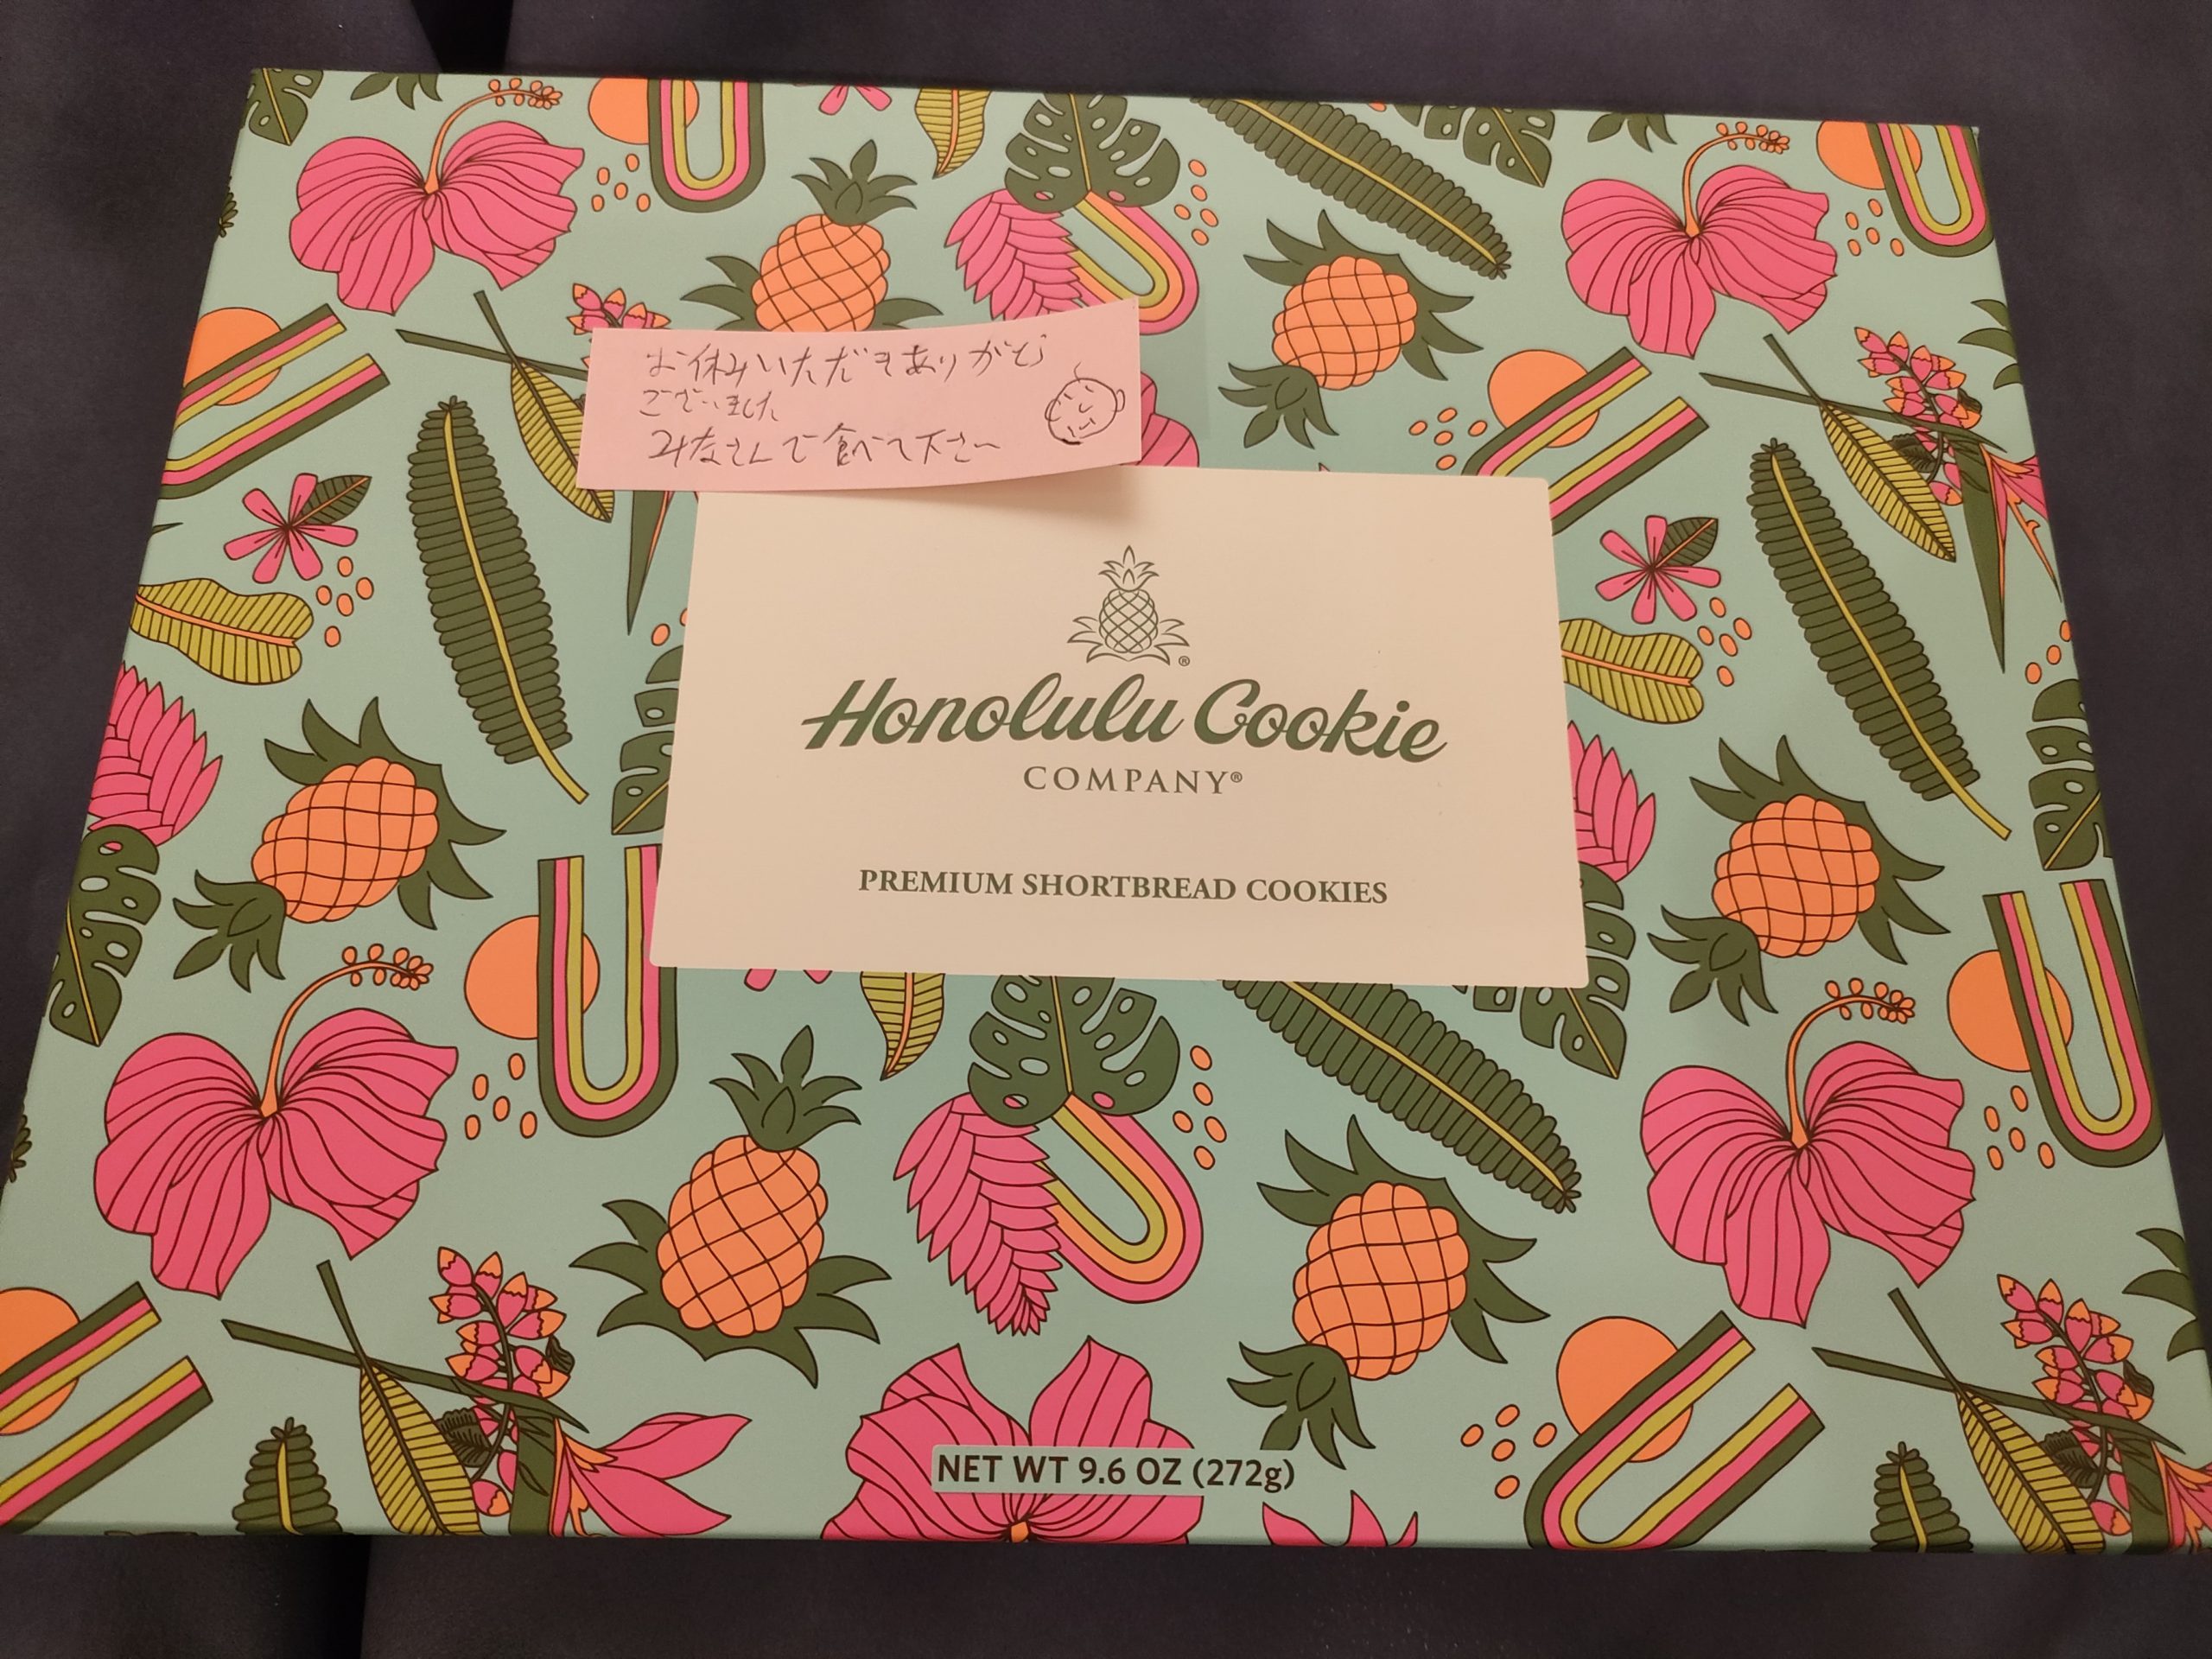 お休みいただきありがとう
ございました
みなさんで食べて下さい
®
Honolulu Cookie
COMPANY®
PREMIUM SHORTBREAD COOKIES
NET WT 9.6 OZ (272g)